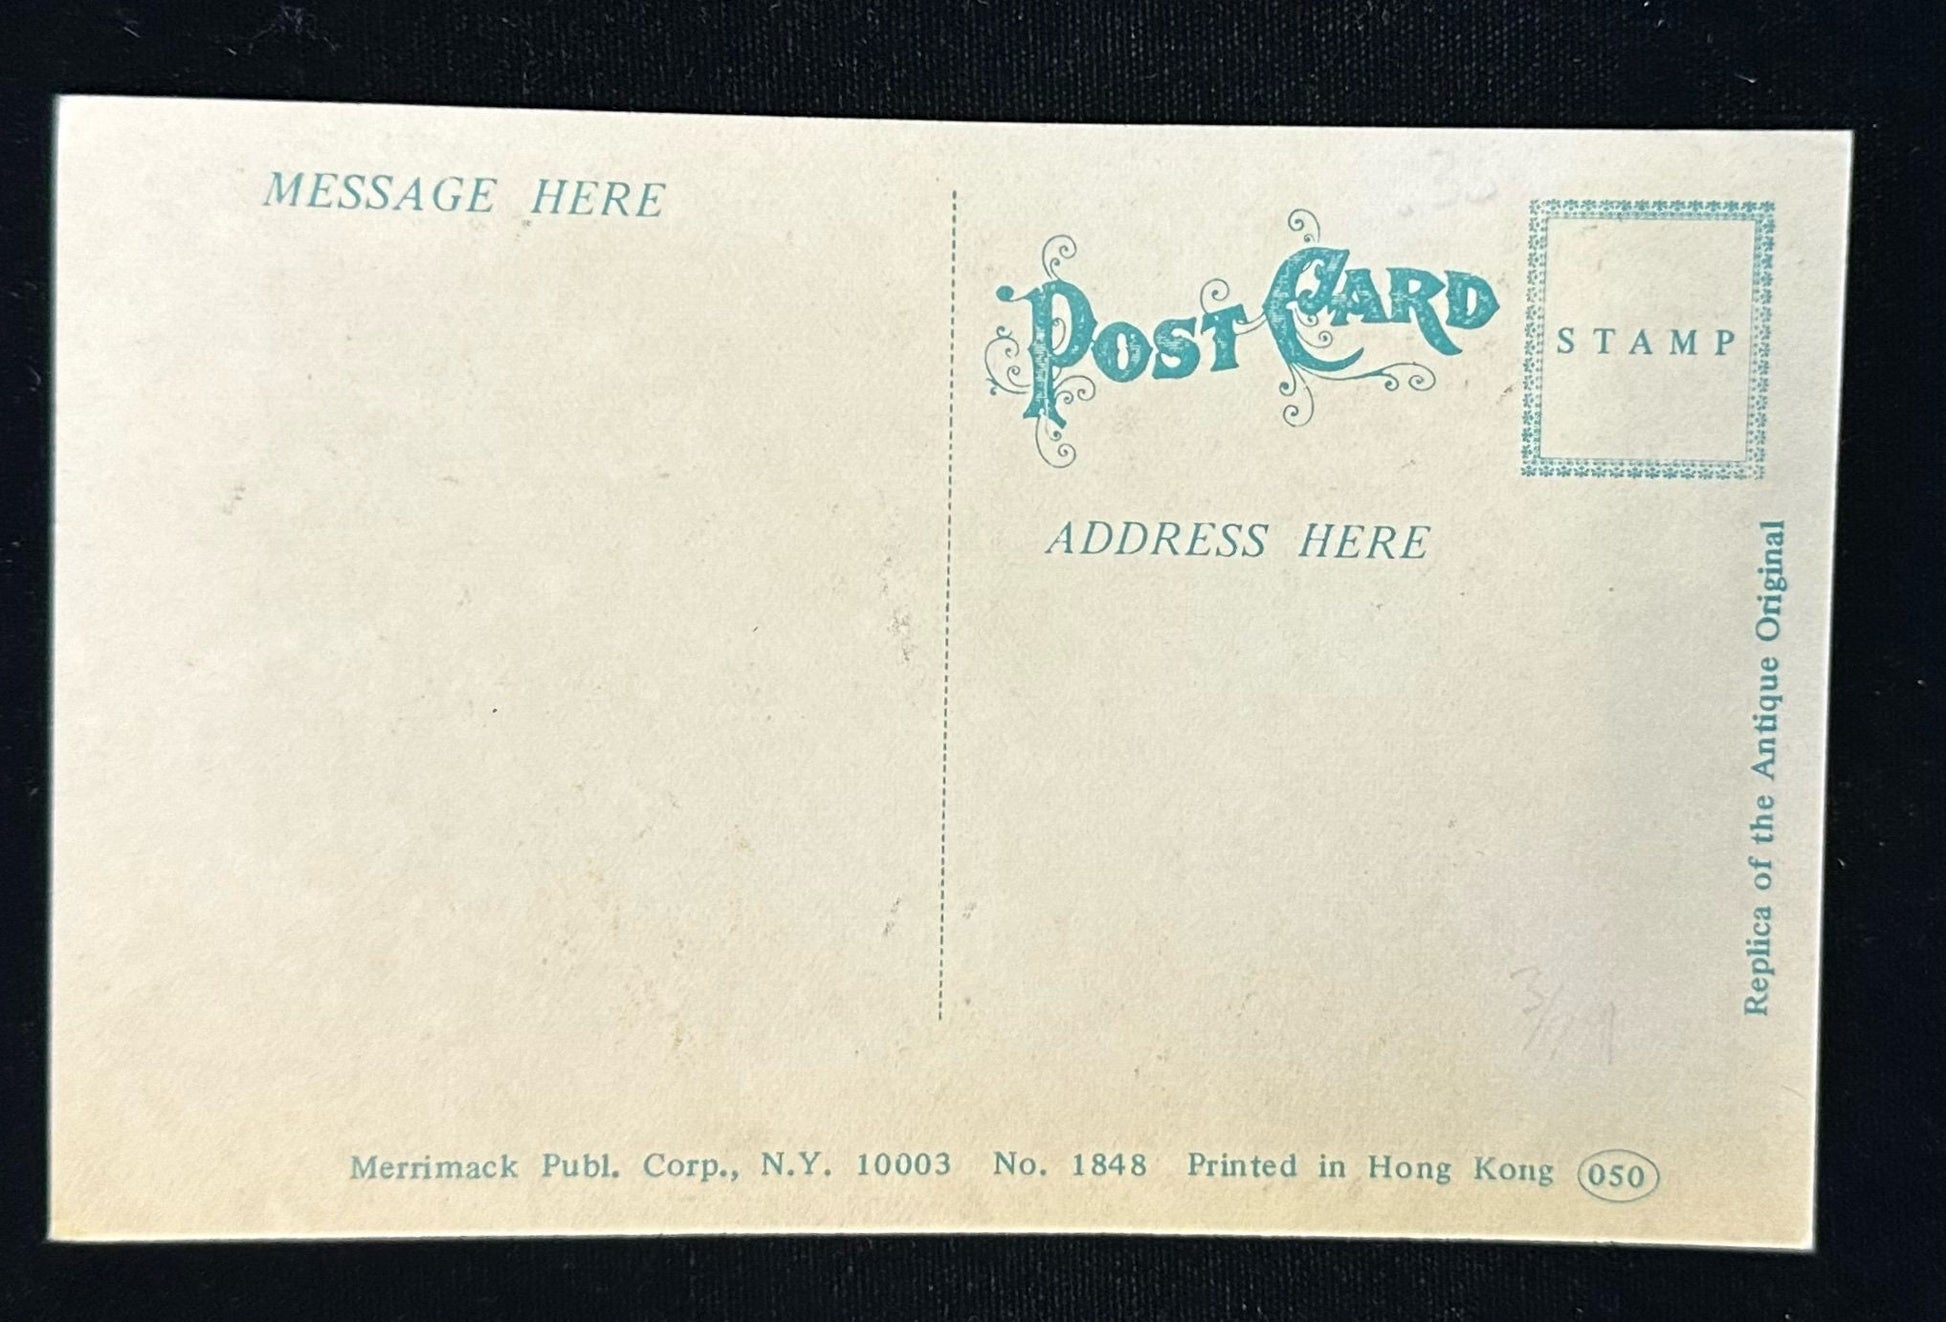 MESSAGE HERE
POST CARD
STAMP
ADDRESS HERE
Replica of the Antique Original
Merrimack Publ. Corp., N.Y. 10003 No. 1848 Printed in Hong Kong 050